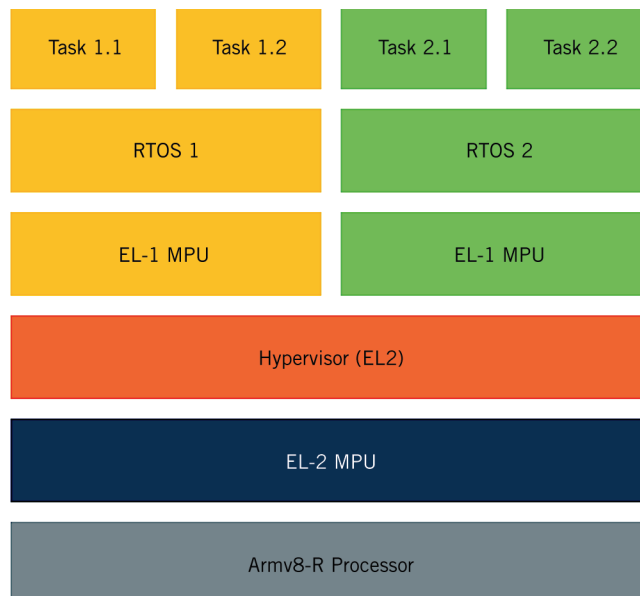 Task 1.1
Task 1.2
Task 2.1
Task 2.2
RTOS 1
RTOS 2
EL-1 MPU
EL-1 MPU
Hypervisor (EL2)
EL-2 MPU
Armv8-R Processor